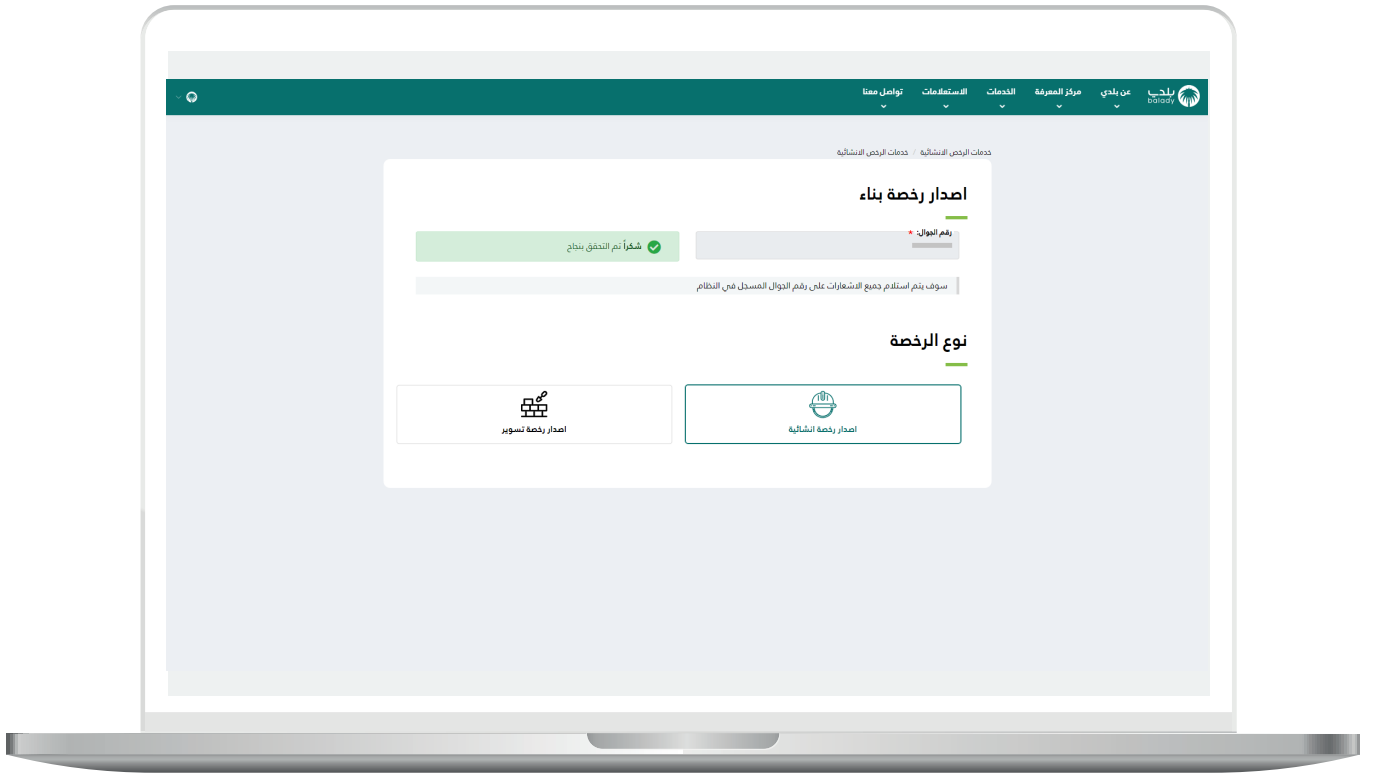 بلدي
balady
عن بلدي
مركز المعرفة
الخدمات
الاستعلامات
تواصل معنا
خدمات الرخص الانشائية / خدمات الرخص الانشائية
اصدار رخصة بناء
رقم الجوال: *
شكراً تم التحقق بنجاح
سوف يتم استلام جميع الاشعارات على رقم الجوال المسجل في النظام
نوع الرخصة
اصدار رخصة انشائية
اصدار رخصة تسوير